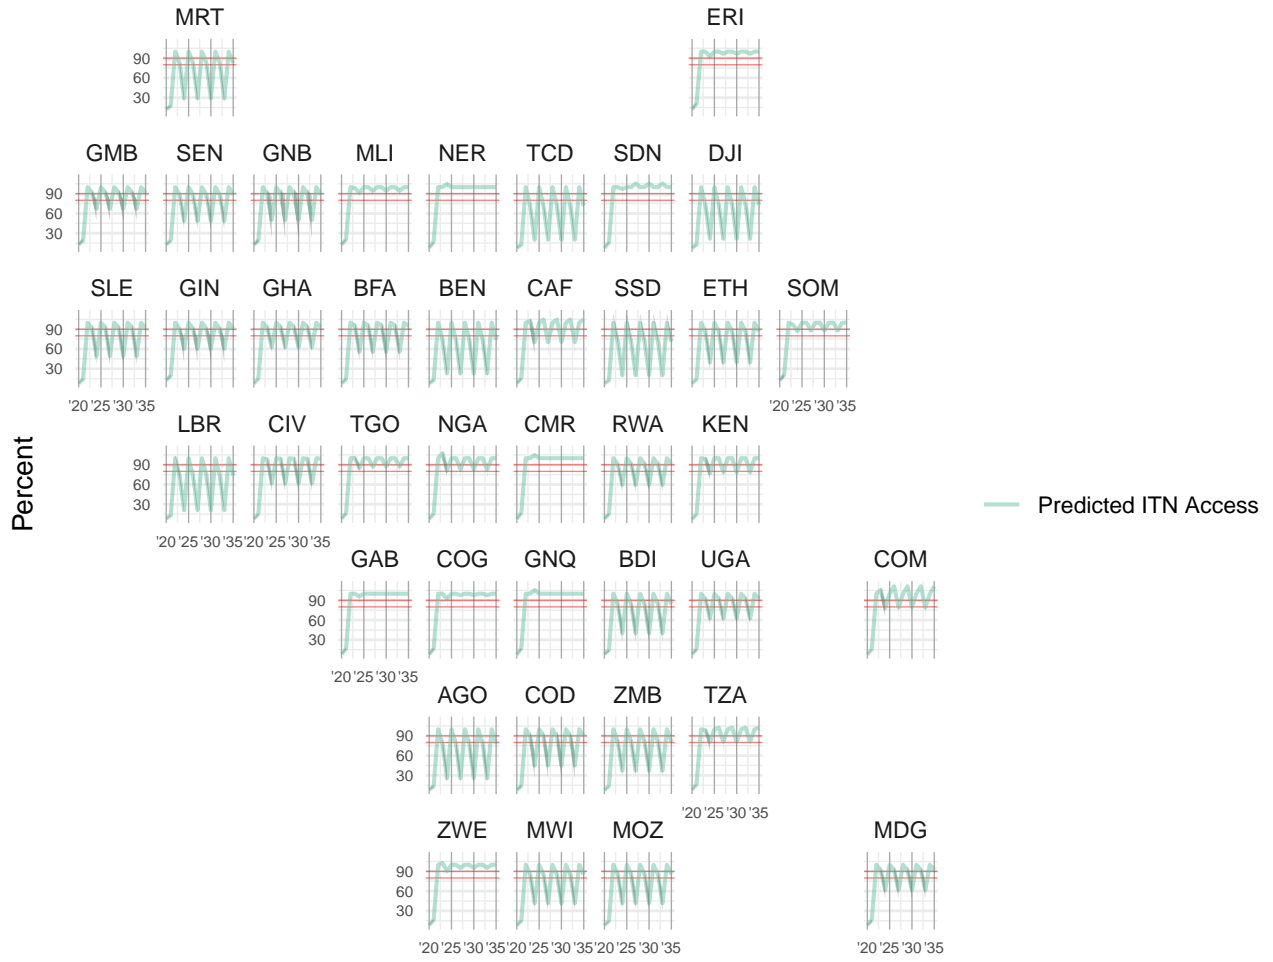 MRT ERI
90
60
30
GMB SEN GNB MLI NER TCD SDN DJI
90
60
30
SLE GIN GHA BFA BEN CAF SSD ETH SOM
90
60
30
'20 '25 '30 '35 '20 '25 '30 '35
LBR CIV TGO NGA CMR RWA KEN
90
60
30
'20 '25 '30 '35 '20 '25 '30 '35
Percent
Predicted ITN Access
GAB COG GNQ BDI UGA COM
90
60
30
'20 '25 '30 '35
AGO COD ZMB TZA
90
60
30
'20 '25 '30 '35
ZWE MWI MOZ MDG
90
60
30
'20 '25 '30 '35 '20 '25 '30 '35 '20 '25 '30 '35 '20 '25 '30 '35